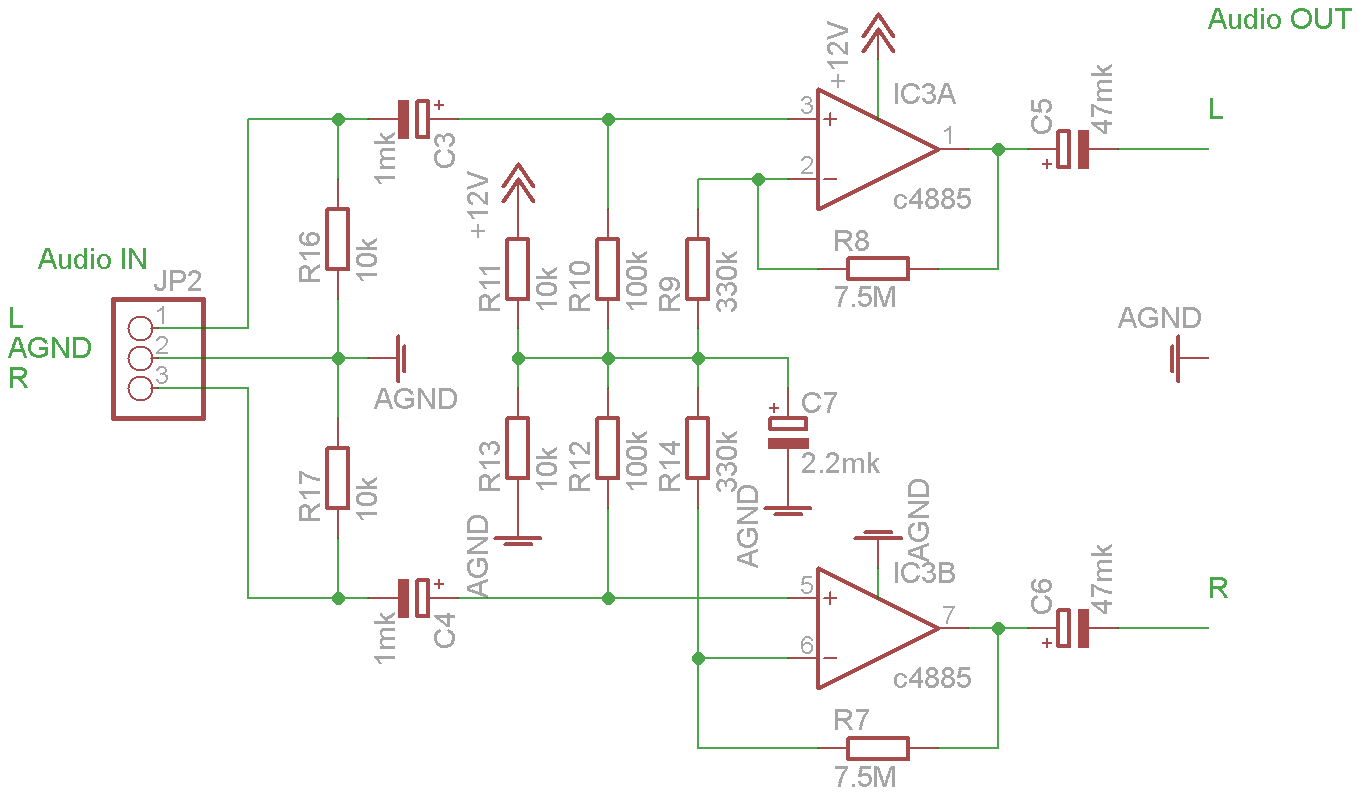 Audio OUT
+12V
IC3A
C5
47mk
L
3
+
2
−
1
c4885
1mk
C3
+
+
+12V
R8
7.5M
R16
10k
R11
10k
R10
100k
R9
330k
Audio IN
JP2
L
AGND
R
1
2
3
AGND
AGND
R17
10k
R13
10k
R12
100k
R14
330k
+
C7
2.2mk
AGND
AGND
AGND
IC3B
1mk
C4
+
5
+
6
−
7
c4885
C6
47mk
+
R
R7
7.5M